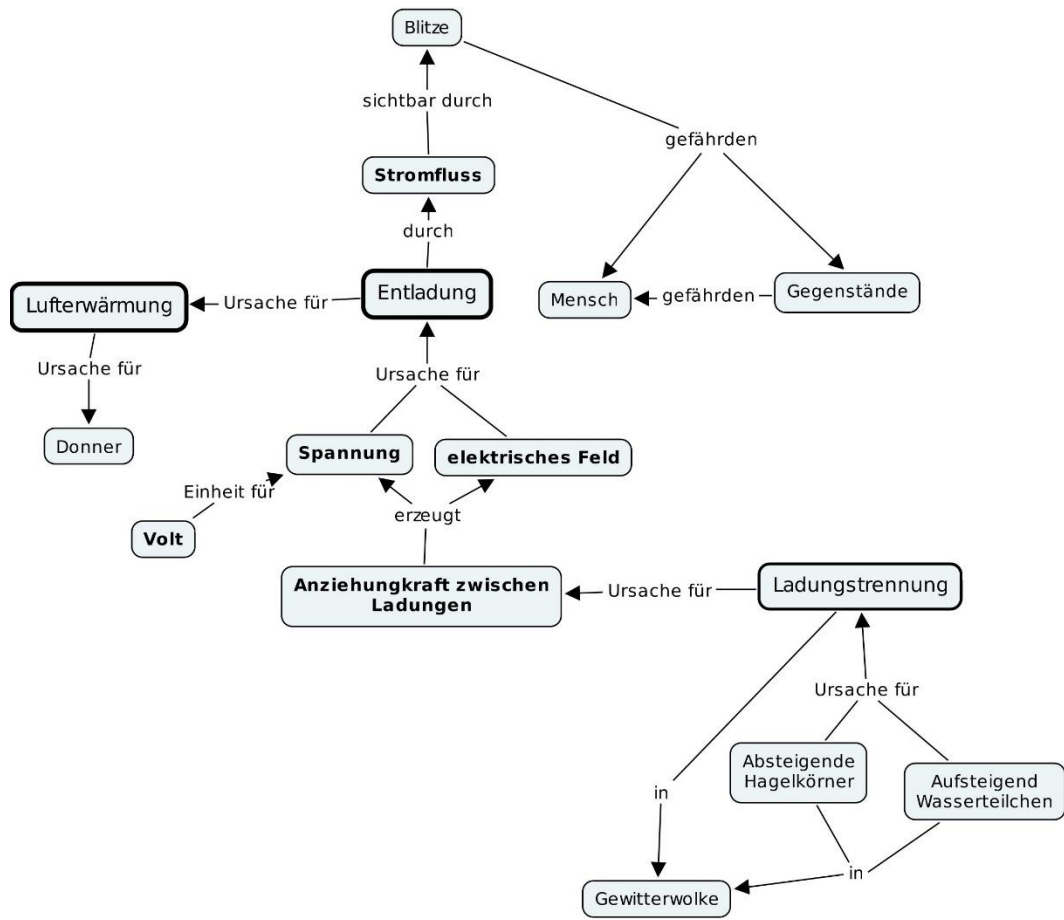 Blitze
sichtbar durch
gefährden
Stromfluss
durch
Lufterwärmung
Ursache für
Entladung
Mensch
gefährden
Gegenstände
Ursache für
Ursache für
Donner
Spannung
elektrisches Feld
Einheit für
erzeugt
Volt
Anziehungkraft zwischen
Ladungen
Ursache für
Ladungstrennung
Ursache für
Absteigende
Hagelkörner
Aufsteigend
Wasserteilchen
in
in
Gewitterwolke